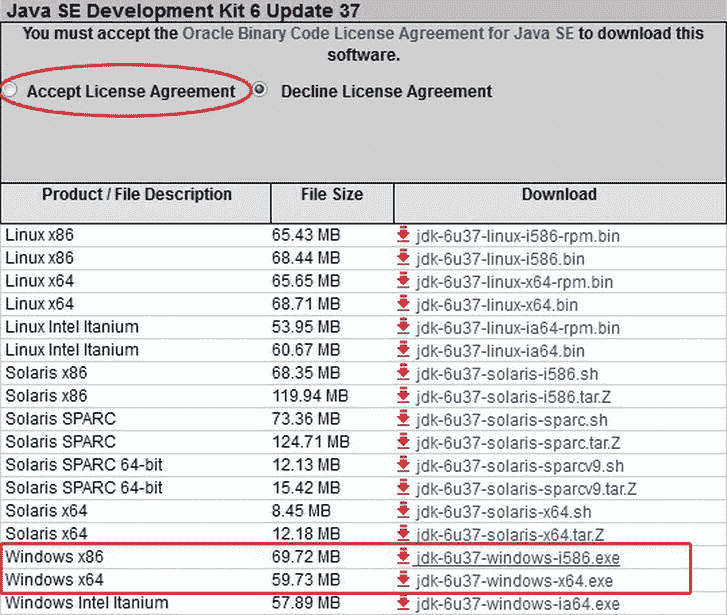 Java SE Development Kit 6 Update 37
You must accept the Oracle Binary Code License Agreement for Java SE to download this
software.
Accept License Agreement Decline License Agreement
Product / File Description File Size Download
Linux x86 65.43 MB jdk-6u37-linux-i586-rpm.bin
Linux x86 68.44 MB jdk-6u37-linux-i586.bin
Linux x64 65.65 MB jdk-6u37-linux-x64-rpm.bin
Linux x64 68.71 MB jdk-6u37-linux-x64.bin
Linux Intel Itanium 53.95 MB jdk-6u37-linux-ia64-rpm.bin
Linux Intel Itanium 60.67 MB jdk-6u37-linux-ia64.bin
Solaris x86 68.35 MB jdk-6u37-solaris-i586.sh
Solaris x86 119.94 MB jdk-6u37-solaris-i586.tar.Z
Solaris SPARC 73.36 MB jdk-6u37-solaris-sparc.sh
Solaris SPARC 124.71 MB jdk-6u37-solaris-sparc.tar.Z
Solaris SPARC 64-bit 12.13 MB jdk-6u37-solaris-sparcv9.sh
Solaris SPARC 64-bit 15.42 MB jdk-6u37-solaris-sparcv9.tar.Z
Solaris x64 8.45 MB jdk-6u37-solaris-x64.sh
Solaris x64 12.18 MB jdk-6u37-solaris-x64.tar.Z
Windows x86 69.72 MB jdk-6u37-windows-i586.exe
Windows x64 59.73 MB jdk-6u37-windows-x64.exe
Windows Intel Itanium 57.89 MB jdk-6u37-windows-ia64.exe